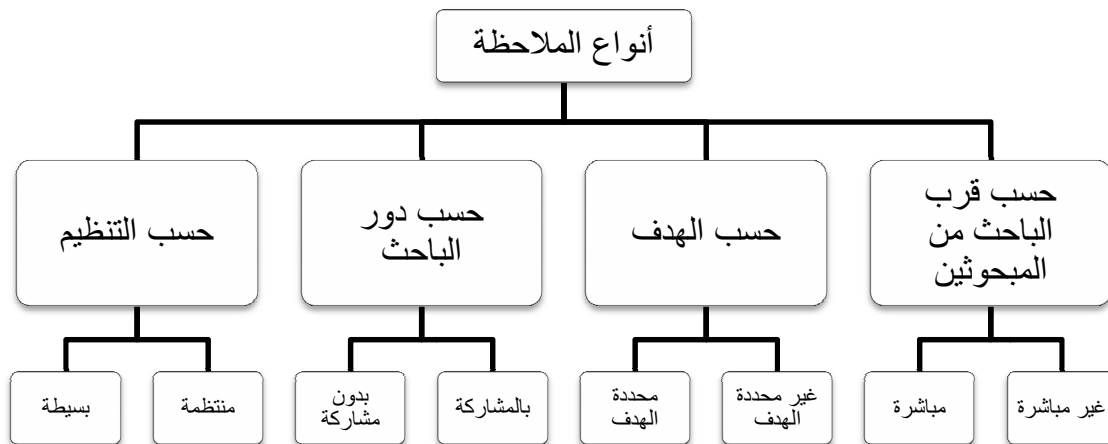 أنواع الملاحظة
حسب قرب
الباحث من
المبحوثين
حسب الهدف
حسب دور
الباحث
حسب التنظيم
غير مباشرة
مباشرة
غير محددة
الهدف
محددة
الهدف
بالمشاركة
بدون
مشاركة
منتظمة
بسيطة